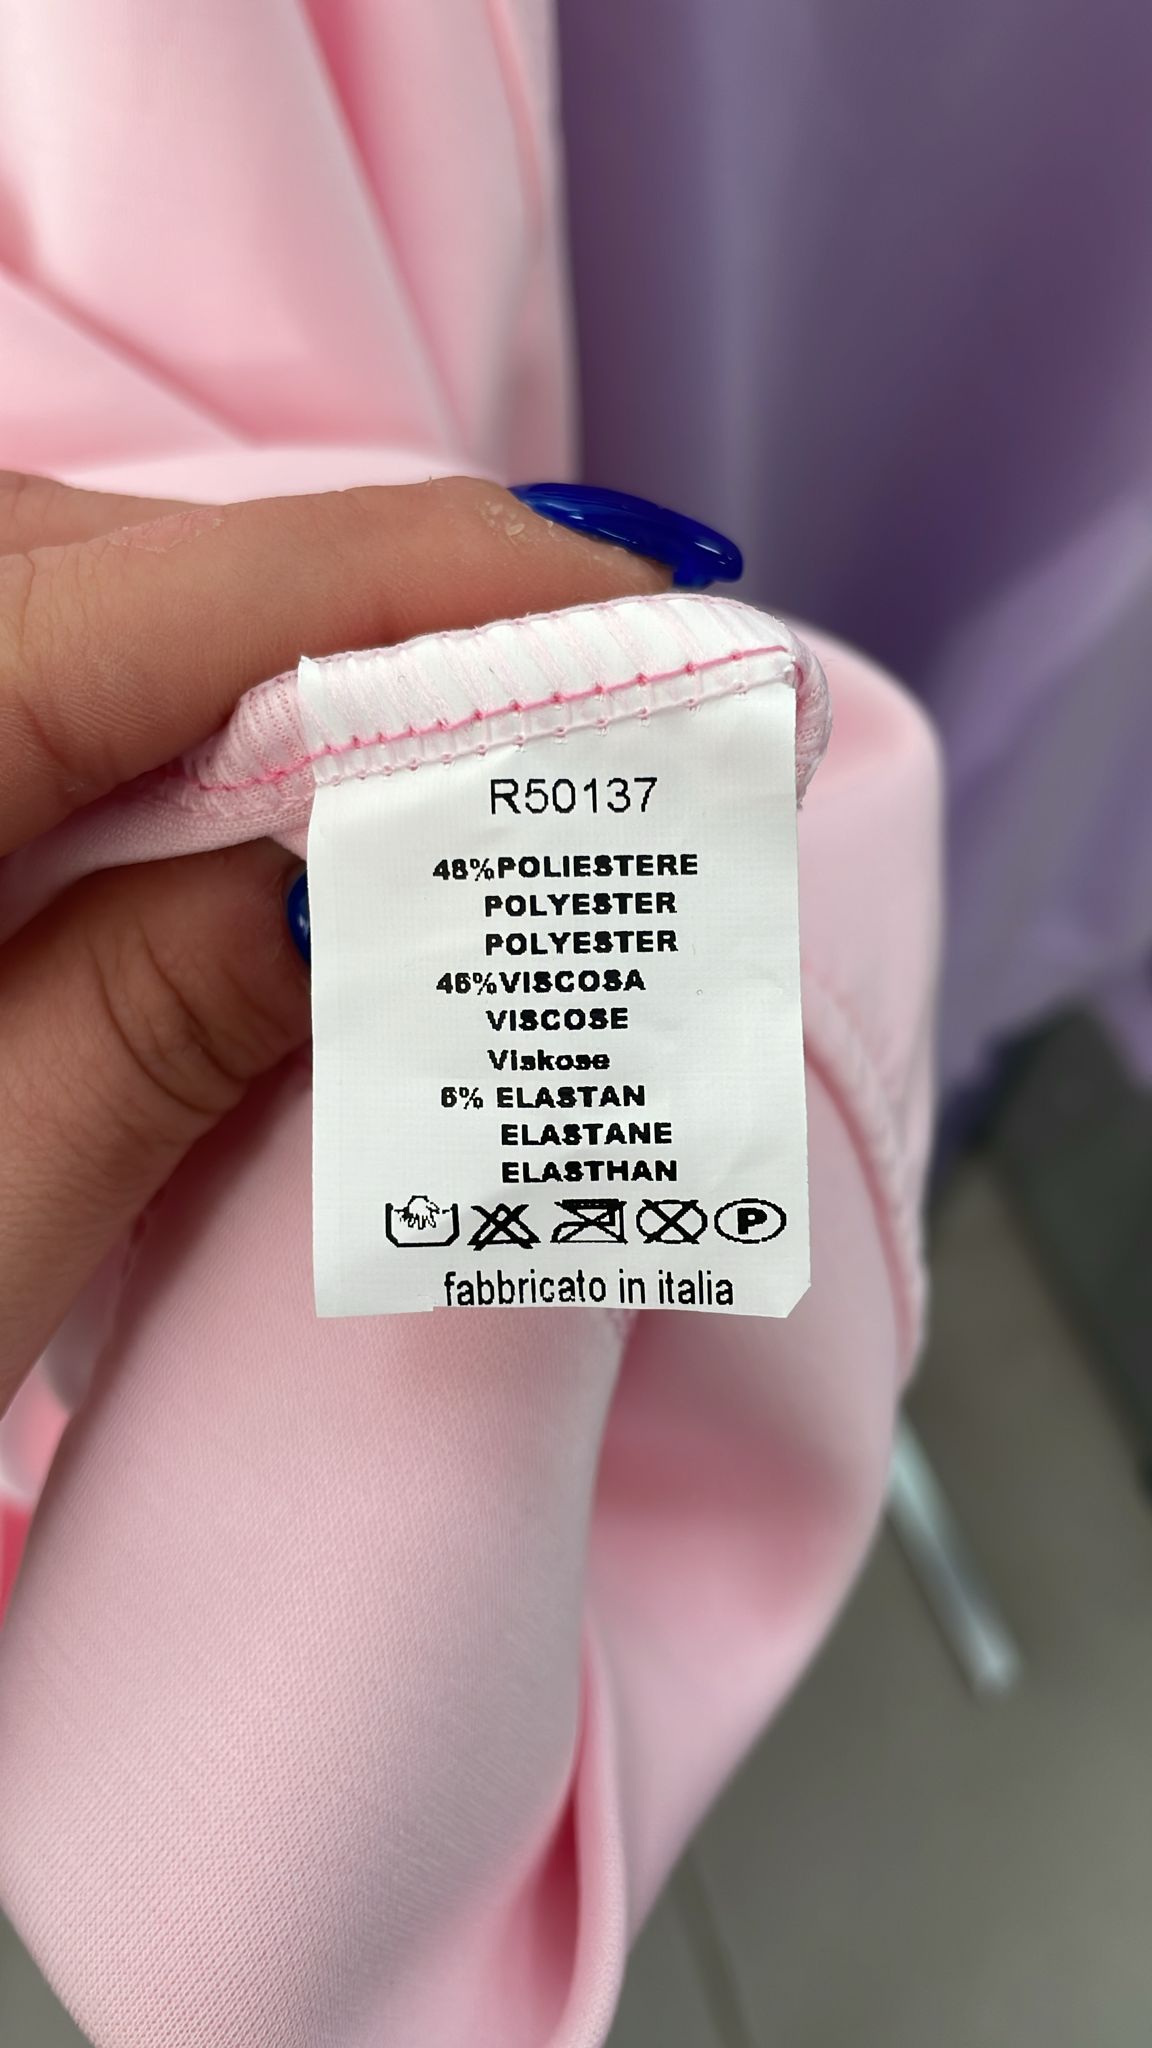 R50137
48%POLIESTERE
POLYESTER
POLYESTER
46%VISCOSA
VISCOSE
Viskose
6% ELASTAN
ELASTANE
ELASTHAN
P
fabbricato in italia